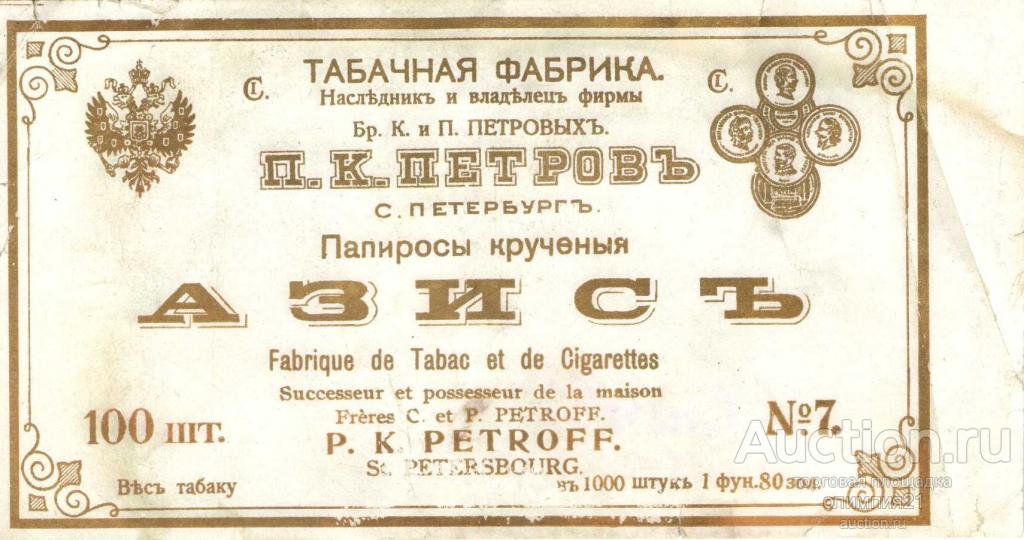 ТАБАЧНАЯ ФАБРИКА.
Наслѣдникъ и владѣлецъ фирмы
Бр. К. и П. ПЕТРОВЫХЪ.
П.К.ПЕТРОВЪ
С. ПЕТЕРБУРГЪ.
Папиросы крученыя
АЗИСЪ
Fabrique de Tabac et de Cigarettes
Successeur et possesseur de la maison
Frères C. et P. PETROFF.
100 шт.
№7.
P. K. PETROFF.
St. PETERSBOURG.
Вѣсъ табаку
въ 1000 штукъ 1 фун. 80 зол.
Auction.ru
торговая площадка
олимпия21
auction.ru